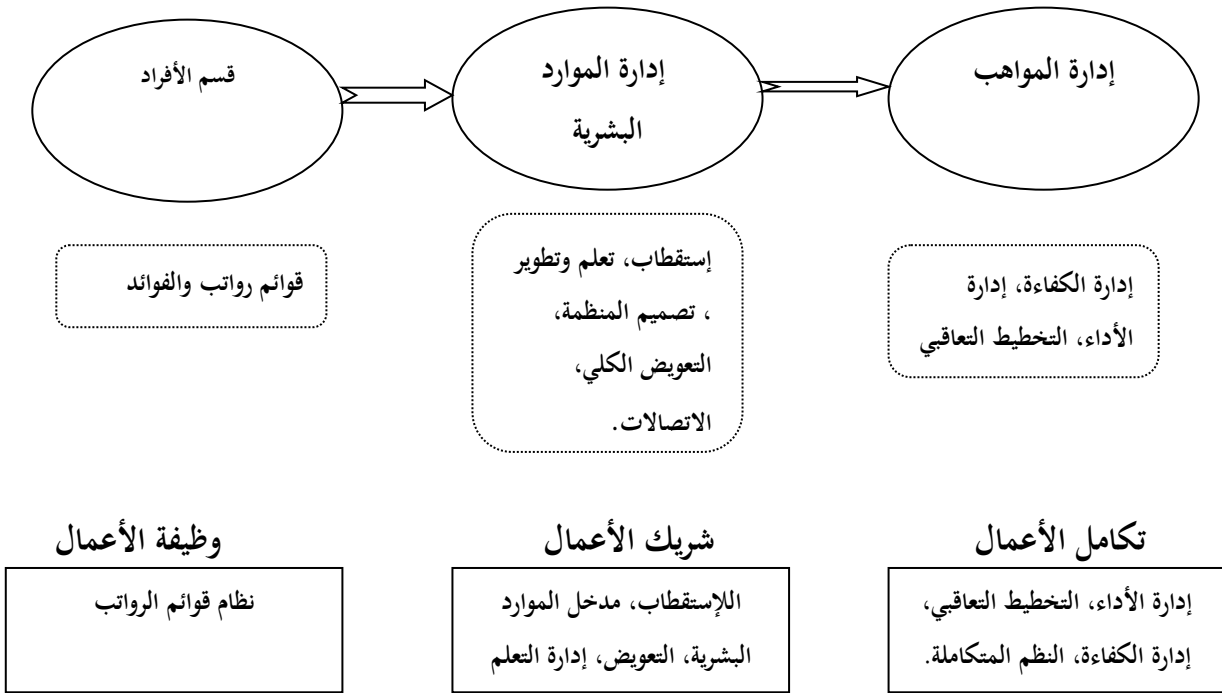 قسم الأفراد
إدارة الموارد
البشرية
إدارة المواهب
قوائم رواتب والفوائد
إستقطاب، تعلم وتطوير
، تصميم المنظمة،
التعويض الكلي،
الاتصالات.
إدارة الكفاءة، إدارة
الأداء، التخطيط التعاقبي
وظيفة الأعمال
شريك الأعمال
تكامل الأعمال
نظام قوائم الرواتب
اللإستقطاب، مدخل الموارد
البشرية، التعويض، إدارة التعلم
إدارة الأداء، التخطيط التعاقبي،
إدارة الكفاءة، النظم المتكاملة.